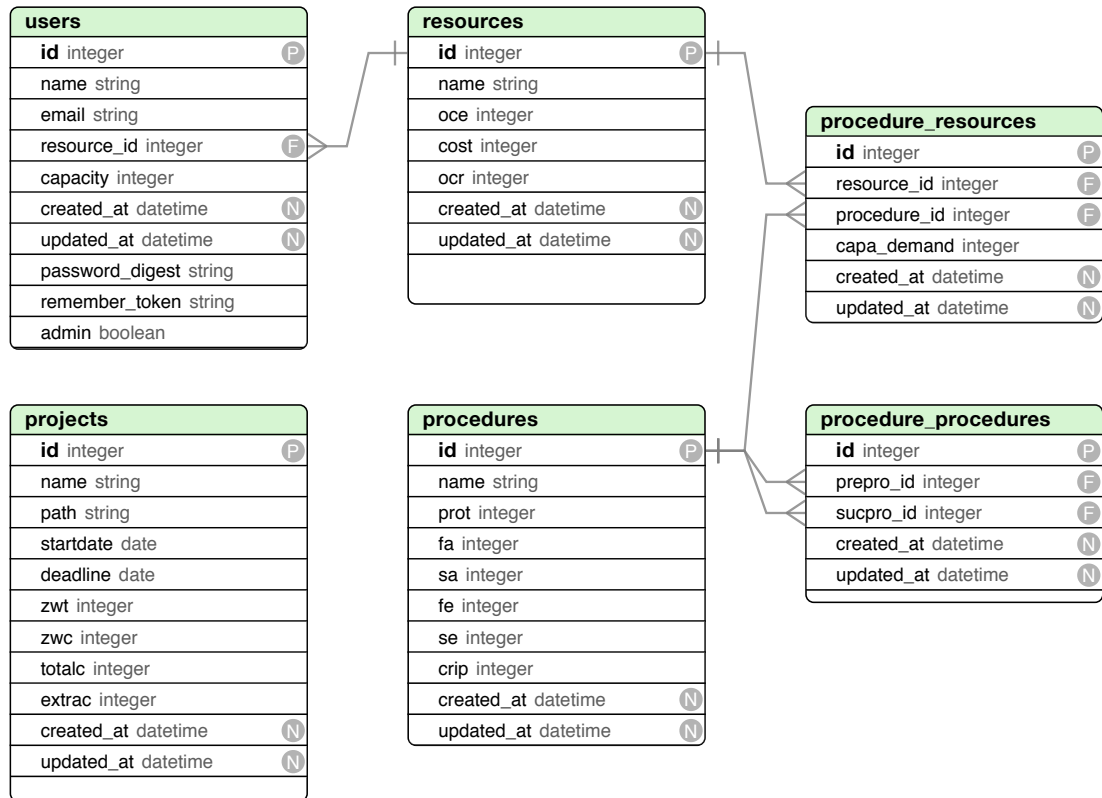 users
id integer P
name string
email string
resource_id integer F
capacity integer
created_at datetime N
updated_at datetime N
password_digest string
remember_token string
admin boolean
resources
id integer P
name string
oce integer
cost integer
ocr integer
created_at datetime N
updated_at datetime N
procedure_resources
id integer P
resource_id integer F
procedure_id integer F
capa_demand integer
created_at datetime N
updated_at datetime N
projects
id integer P
name string
path string
startdate date
deadline date
zwt integer
zwc integer
totalc integer
extrac integer
created_at datetime N
updated_at datetime N
procedures
id integer P
name string
prot integer
fa integer
sa integer
fe integer
se integer
crip integer
created_at datetime N
updated_at datetime N
procedure_procedures
id integer P
prepro_id integer F
sucpro_id integer F
created_at datetime N
updated_at datetime N